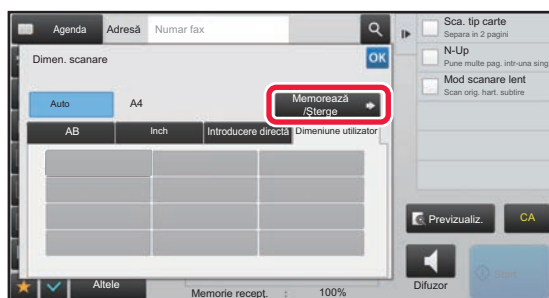 Agenda Adresă Numar fax
Sca. tip carte
Separa in 2 pagini
N-Up
Pune multe pag. intr-una sing
Mod scanare lent
Scan orig. hart. subtire
Dimen. scanare OK
Auto A4 Memorează
/Şterge
AB Inch Introducere directă Dimeniune utilizator
Previzualiz. CA
Altele Memorie recepţ. : 100% Difuzor Start